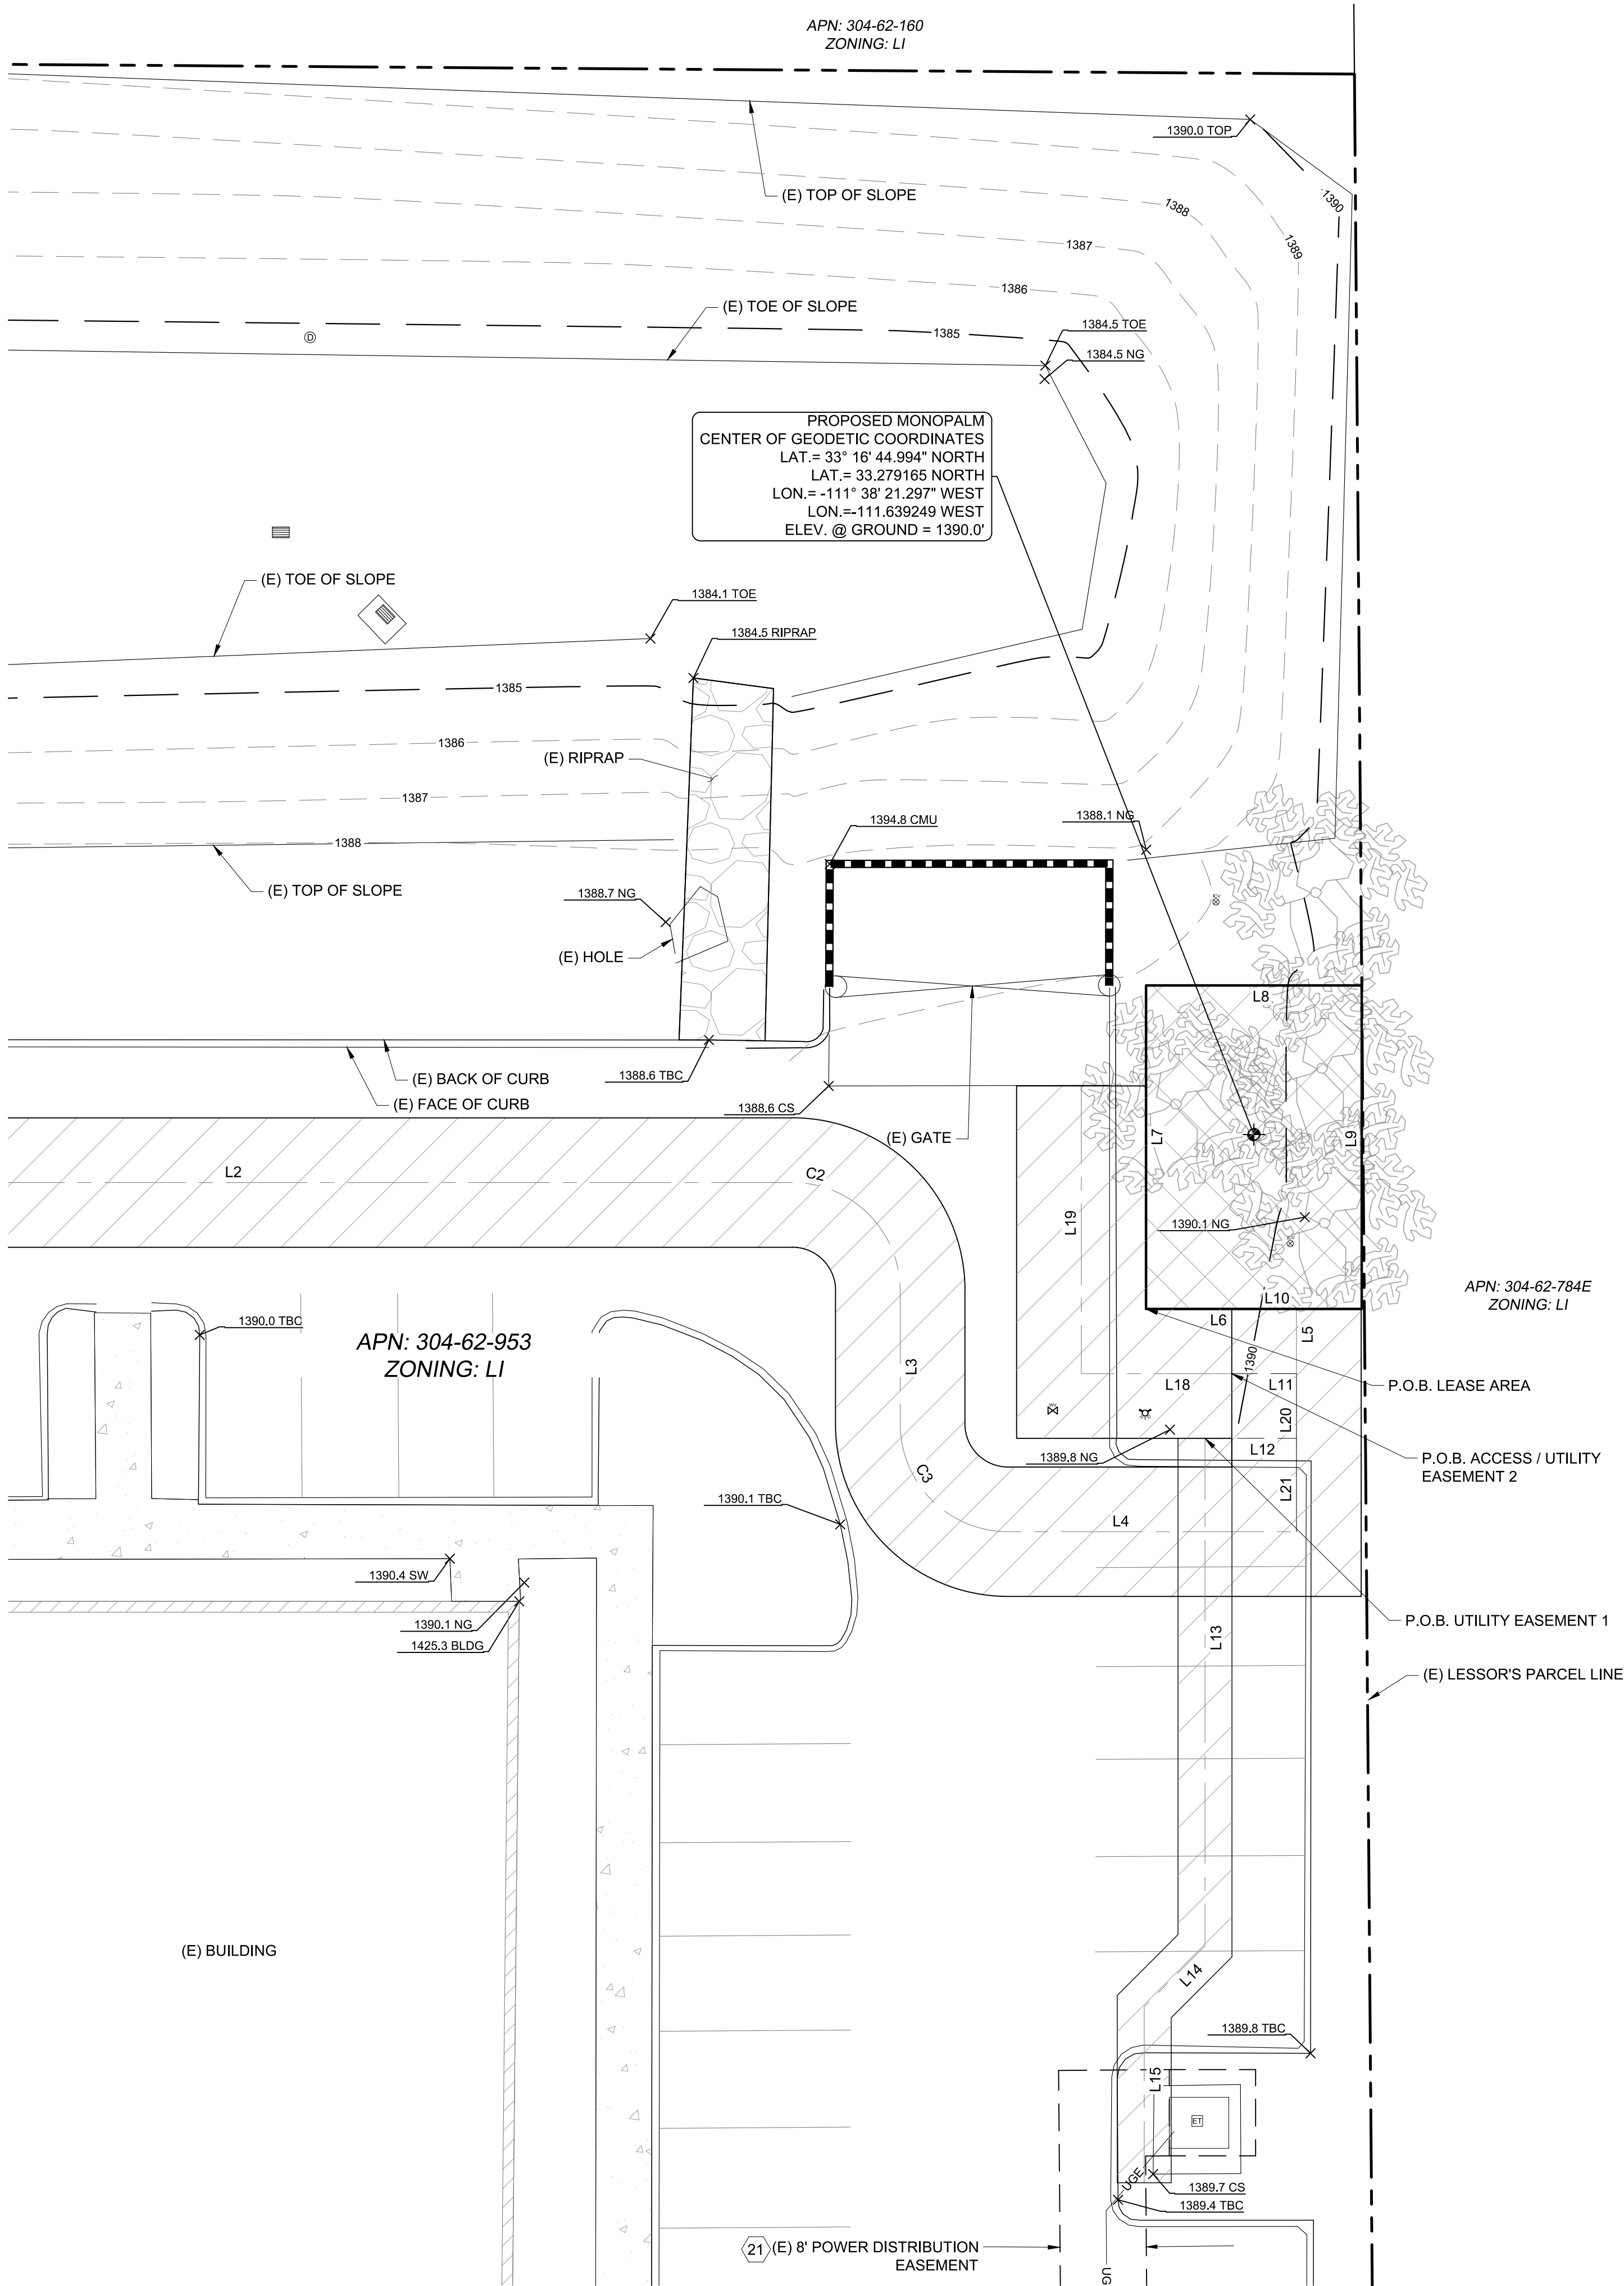 APN: 304-62-160
ZONING: LI
1390.0 TOP
(E) TOP OF SLOPE
1390
1388
1389
1387
1386
(E) TOE OF SLOPE
1385
D
1384.5 TOE
1384.5 NG
PROPOSED MONOPALM
CENTER OF GEODETIC COORDINATES
LAT.= 33° 16' 44.994" NORTH
LAT.= 33.279165 NORTH
LON.= -111° 38' 21.297" WEST
LON.=-111.639249 WEST
ELEV. @ GROUND = 1390.0'
(E) TOE OF SLOPE
1384.1 TOE
1384.5 RIPRAP
1385
1386
(E) RIPRAP
1387
1394.8 CMU
1388.1 NG
1388
(E) TOP OF SLOPE
1388.7 NG
(E) HOLE
L8
(E) BACK OF CURB
1388.6 TBC
(E) FACE OF CURB
1388.6 CS
(E) GATE
L7
L9
L2
C2
L19
1390.1 NG
APN: 304-62-784E
ZONING: LI
L10
L6
L5
1390.0 TBC
APN: 304-62-953
ZONING: LI
L3
1390
L18
L11
P.O.B. LEASE AREA
L20
1389.8 NG
L12
P.O.B. ACCESS / UTILITY
EASEMENT 2
C3
L21
1390.1 TBC
L4
1390.4 SW
1390.1 NG
1425.3 BLDG
P.O.B. UTILITY EASEMENT 1
L13
(E) LESSOR'S PARCEL LINE
(E) BUILDING
L14
1389.8 TBC
L15
ET
UGE
1389.7 CS
1389.4 TBC
21 (E) 8' POWER DISTRIBUTION
EASEMENT
UG